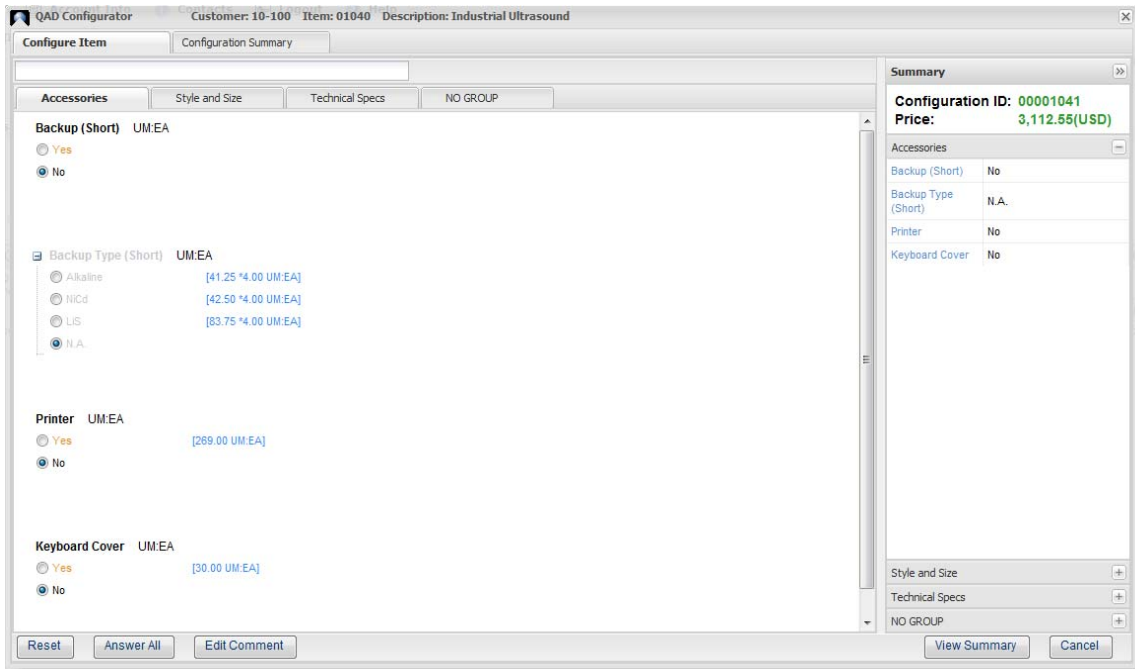 QAD Configurator Customer: 10-100 Item: 01040 Description: Industrial Ultrasound
Configure Item Configuration Summary
Accessories Style and Size Technical Specs NO GROUP
Backup (Short) UM:EA
Yes
No
Backup Type (Short) UM:EA
Alkaline [41.25 *4.00 UM:EA]
NiCd [42.50 *4.00 UM:EA]
LiS [83.75 *4.00 UM:EA]
N.A.
Printer UM:EA
Yes [269.00 UM:EA]
No
Keyboard Cover UM:EA
Yes [30.00 UM:EA]
No
Summary
Configuration ID: 00001041
Price: 3,112.55(USD)
Accessories
Backup (Short) No
Backup Type
(Short) N.A.
Printer No
Keyboard Cover No
Style and Size
Technical Specs
NO GROUP
Reset Answer All Edit Comment View Summary Cancel